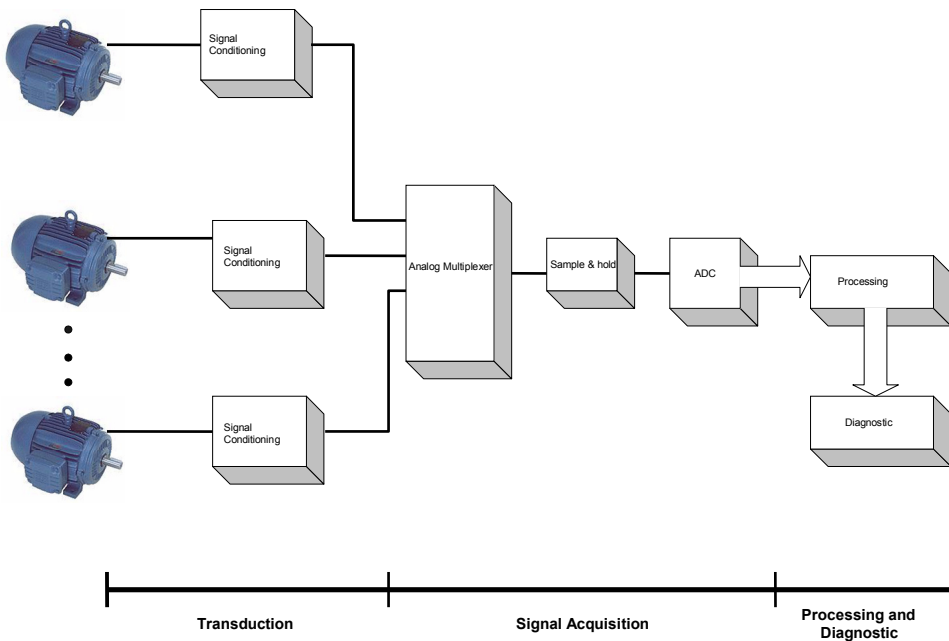 Signal
Conditioning
Signal
Conditioning
Analog Multiplexer
Sample & hold
ADC
Processing
Signal
Conditioning
Diagnostic
Transduction
Signal Acquisition
Processing and
Diagnostic